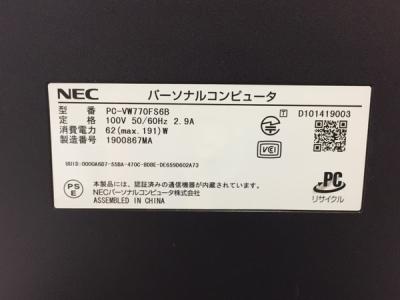 NEC パーソナルコンピュータ
型 番 PC-VW770FS6B
定 格 100V 50/60Hz 2.9A
消費電力 62(max.191)W
製造番号 1900867MA
T D101419003
VCCI
PS
E
本製品には、認証済みの通信機器が内蔵されています。
NECパーソナルコンピュータ株式会社
ASSEMBLED IN CHINA
PC
リサイクル